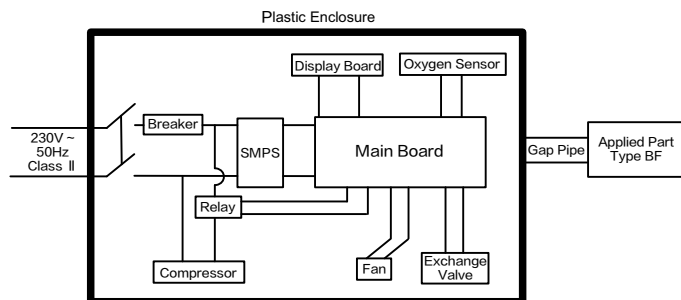 Plastic Enclosure
Display Board
Oxygen Sensor
Breaker
230V ~
50Hz
Class Ⅱ
SMPS
Main Board
Gap Pipe
Applied Part
Type BF
Relay
Compressor
Fan
Exchange
Valve